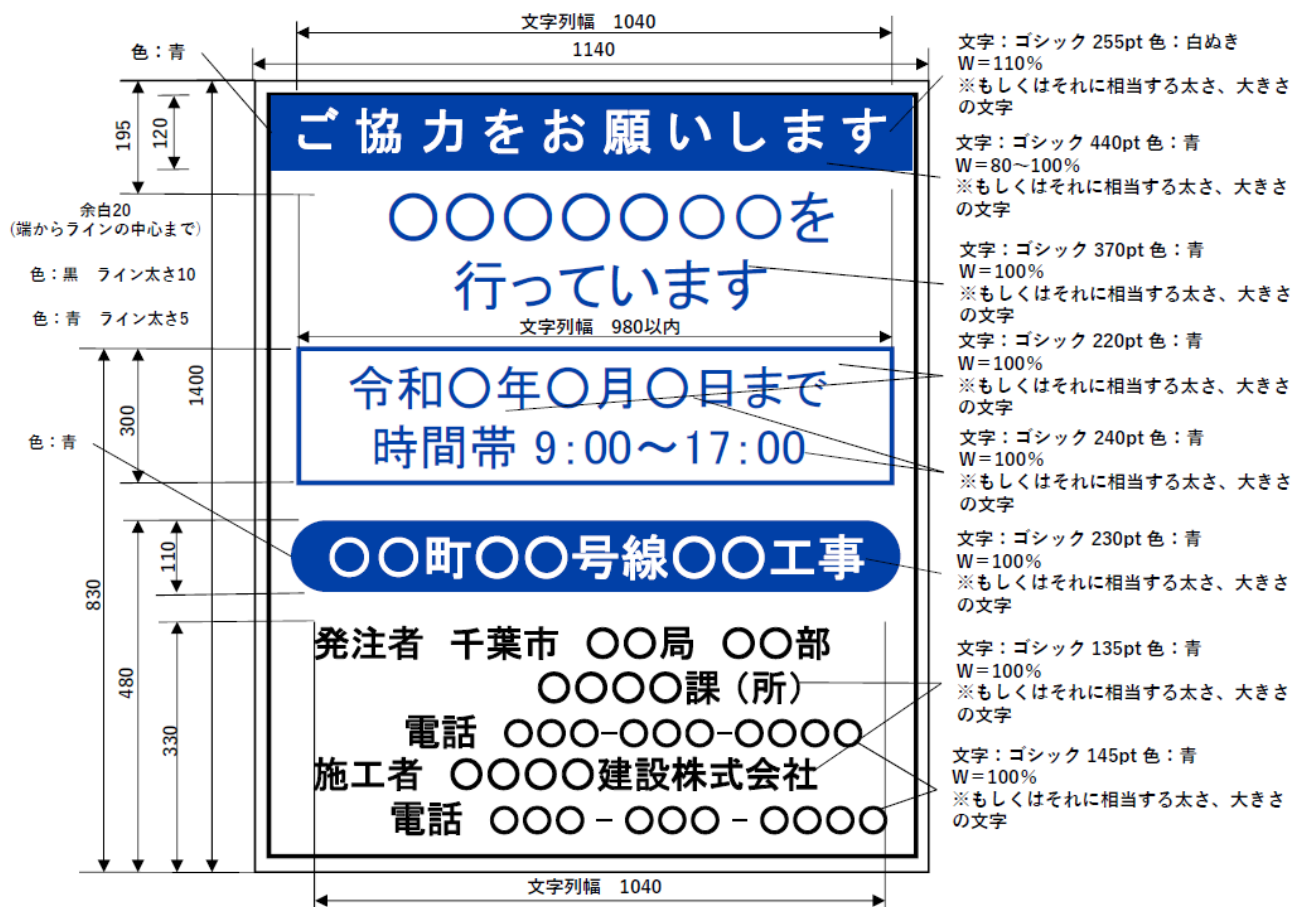 文字列幅 1040
1140
色：青
195
120
余白20
(端からラインの中心まで)
色：黒 ライン太さ10
色：青 ライン太さ5
1400
300
色：青
830
110
480
330
ご協力をお願いします
〇〇〇〇〇〇〇〇を
行っています
文字列幅 980以内
令和〇年〇月〇日まで
時間帯 9:00～17:00
〇〇町〇〇号線〇〇工事
発注者 千葉市 〇〇局 〇〇部
〇〇〇〇課（所）
電話 〇〇〇-〇〇〇-〇〇〇〇
施工者 〇〇〇〇建設株式会社
電話 〇〇〇-〇〇〇-〇〇〇〇
文字列幅 1040
文字：ゴシック 255pt 色：白ぬき
W＝110%
※もしくはそれに相当する太さ、大きさ
の文字
文字：ゴシック 440pt 色：青
W＝80～100%
※もしくはそれに相当する太さ、大きさ
の文字
文字：ゴシック 370pt 色：青
W＝100%
※もしくはそれに相当する太さ、大きさ
の文字
文字：ゴシック 220pt 色：青
W＝100%
※もしくはそれに相当する太さ、大きさ
の文字
文字：ゴシック 240pt 色：青
W＝100%
※もしくはそれに相当する太さ、大きさ
の文字
文字：ゴシック 230pt 色：青
W＝100%
※もしくはそれに相当する太さ、大きさ
の文字
文字：ゴシック 135pt 色：青
W＝100%
※もしくはそれに相当する太さ、大きさ
の文字
文字：ゴシック 145pt 色：青
W＝100%
※もしくはそれに相当する太さ、大きさ
の文字